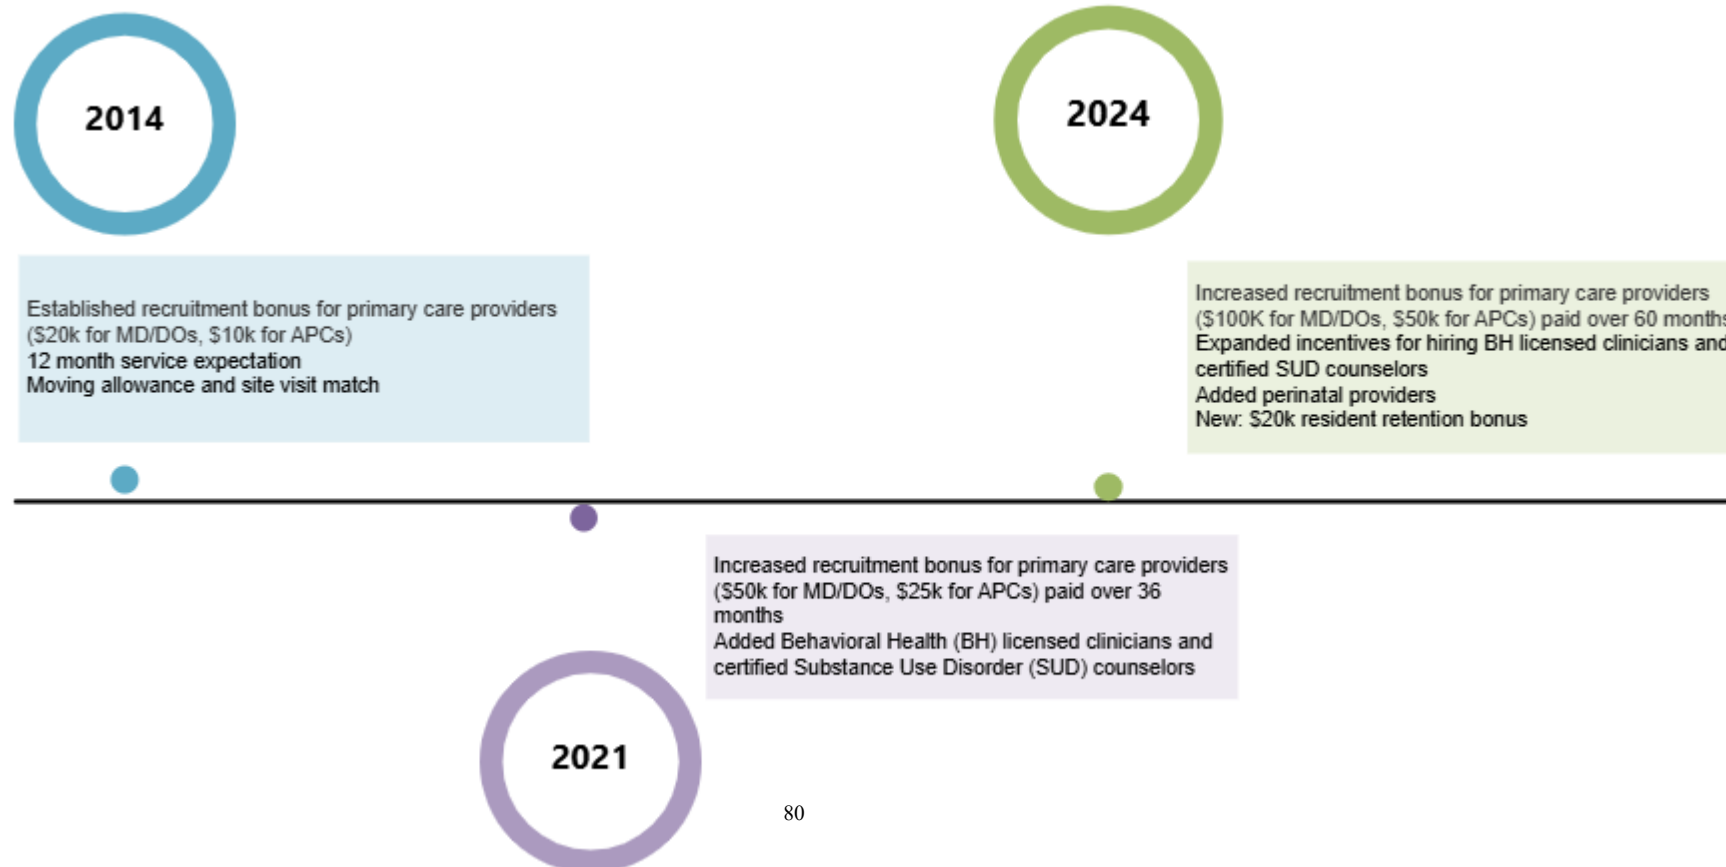 2014
Established recruitment bonus for primary care providers
($20k for MD/DOs, $10k for APCs)
12 month service expectation
Moving allowance and site visit match
2024
Increased recruitment bonus for primary care providers
($100K for MD/DOs, $50k for APCs) paid over 60 months
Expanded incentives for hiring BH licensed clinicians and
certified SUD counselors
Added perinatal providers
New: $20k resident retention bonus
Increased recruitment bonus for primary care providers
($50k for MD/DOs, $25k for APCs) paid over 36
months
Added Behavioral Health (BH) licensed clinicians and
certified Substance Use Disorder (SUD) counselors
2021
80